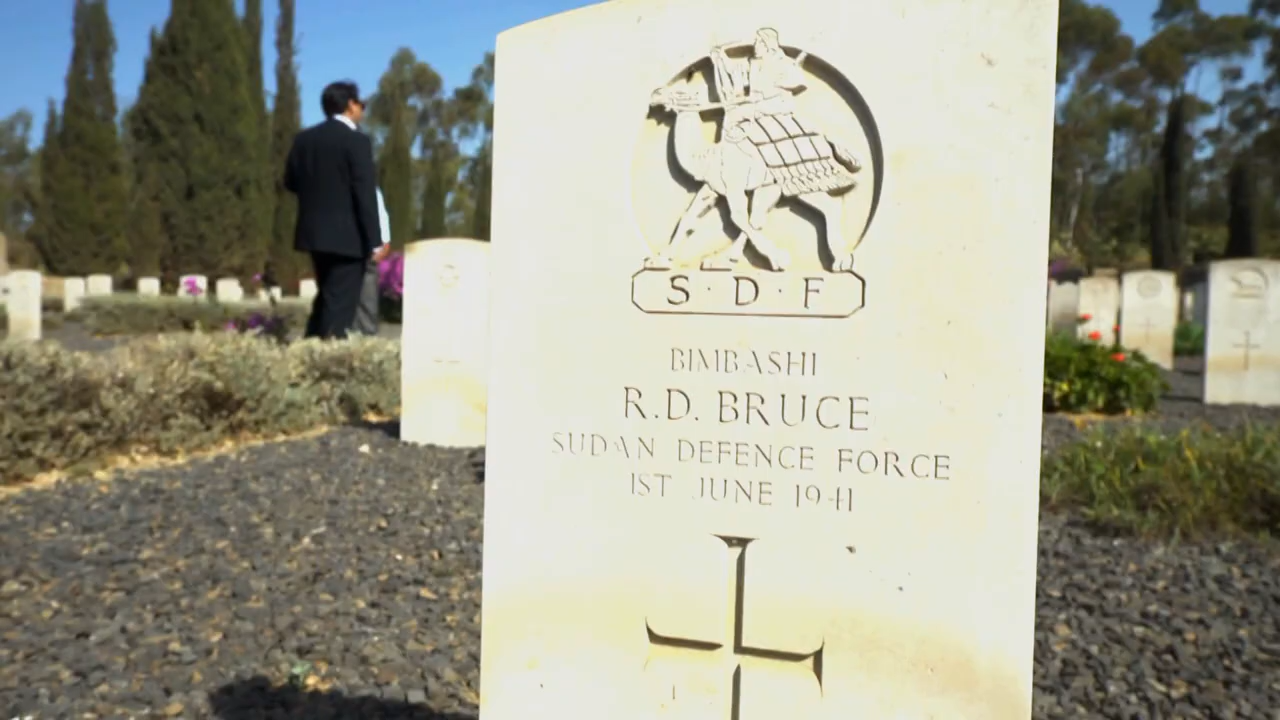 S · D · F
BIMBASHI
R.D. BRUCE
SUDAN DEFENCE FORCE
1ST JUNE 1941